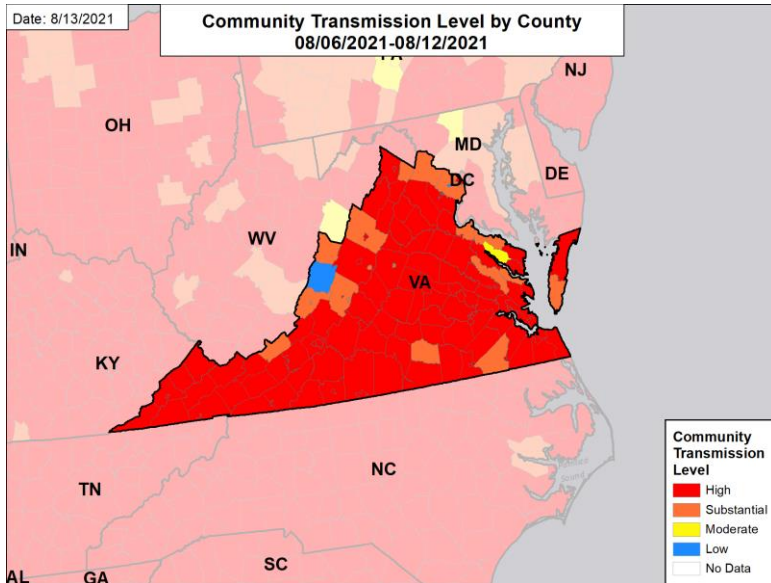 Date: 8/13/2021
Community Transmission Level by County
08/06/2021-08/12/2021
PA
NJ
OH
MD
DC
DE
IN
WV
VA
KY
NC
TN
SC
AL
GA
Community
Transmission
Level
High
Substantial
Moderate
Low
No Data